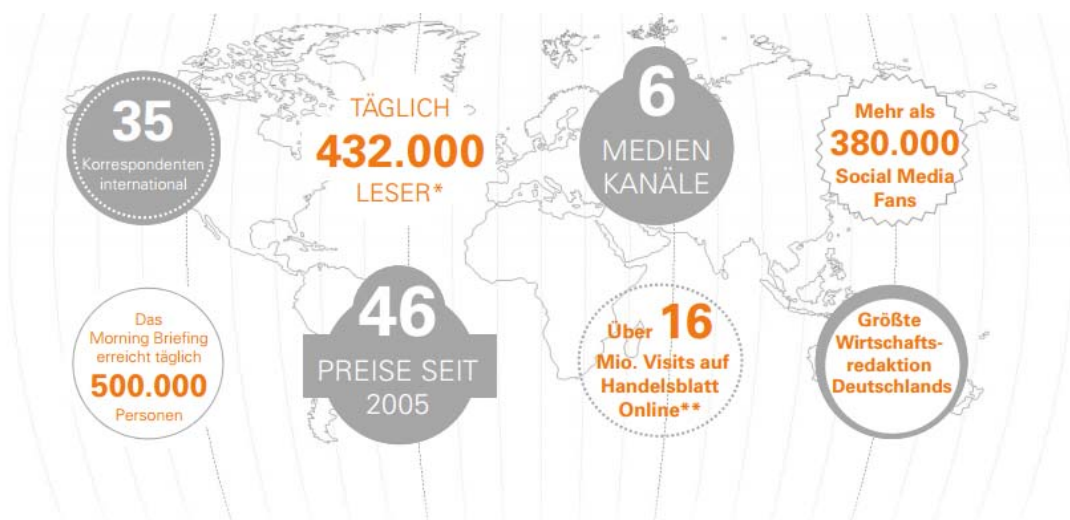 35
Korrespondenten
international
TÄGLICH
432.000
LESER*
6
MEDIEN
KANÄLE
Mehr als
380.000
Social Media
Fans
Das
Morning Briefing
erreicht täglich
500.000
Personen
46
PREISE SEIT
2005
Über 16
Mio. Visits auf
Handelsblatt
Online**
Größte
Wirtschafts-
redaktion
Deutschlands